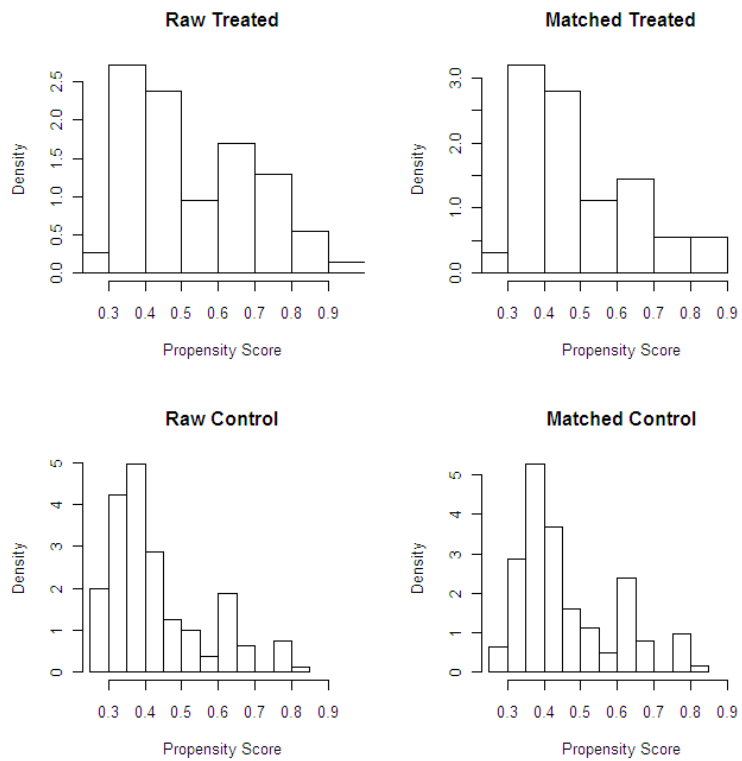 Raw Treated
Density
0.0 0.5 1.0 1.5 2.0 2.5
0.3 0.4 0.5 0.6 0.7 0.8 0.9
Propensity Score
Matched Treated
Density
0.0 1.0 2.0 3.0
0.3 0.4 0.5 0.6 0.7 0.8 0.9
Propensity Score
Raw Control
Density
0 1 2 3 4 5
0.3 0.4 0.5 0.6 0.7 0.8 0.9
Propensity Score
Matched Control
Density
0 1 2 3 4 5
0.3 0.4 0.5 0.6 0.7 0.8 0.9
Propensity Score